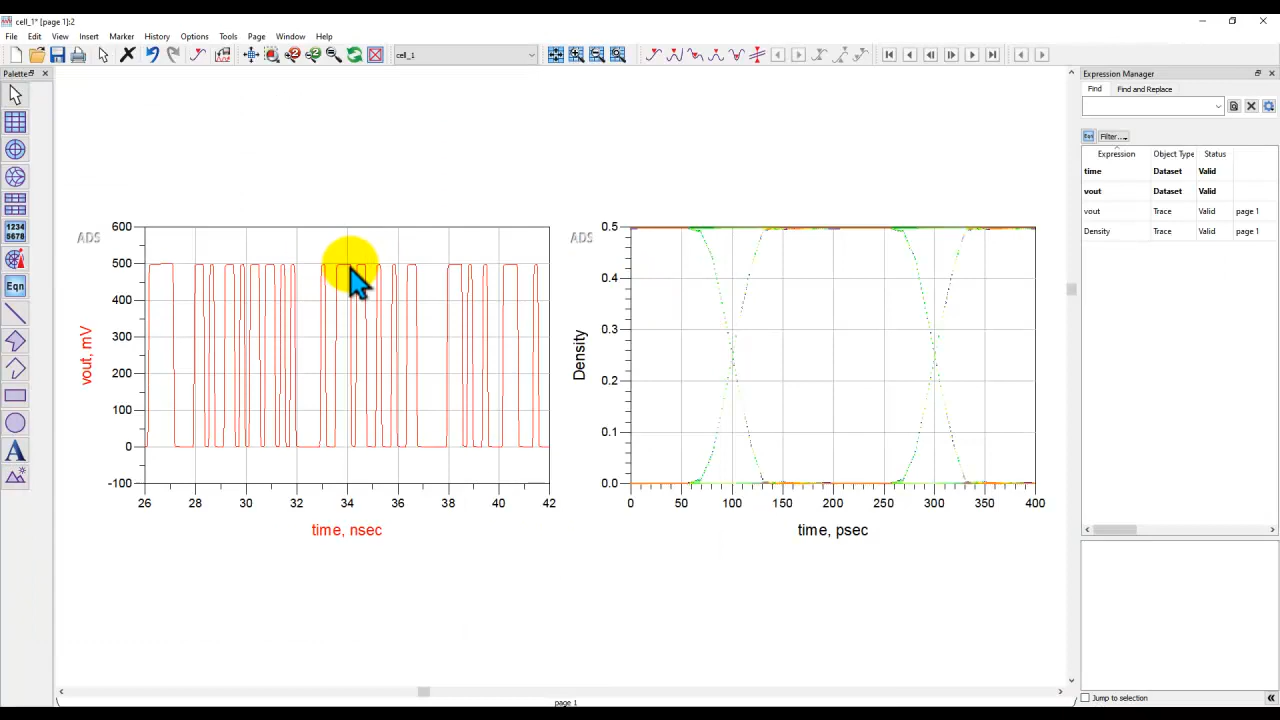 cell_1* [page 1]:2
File Edit View Insert Marker History Options Tools Page Window Help
cell_1
Palette
Expression Manager
Find Find and Replace
Eqn Filter...
Expression Object Type Status
time Dataset Valid
vout Dataset Valid
vout Trace Valid page 1
Density Trace Valid page 1
1234
5678
Eqn
A
ADS
600
500
400
300
200
100
0
-100
vout, mV
26 28 30 32 34 36 38 40 42
time, nsec
ADS
0.5
0.4
0.3
0.2
0.1
0.0
Density
0 50 100 150 200 250 300 350 400
time, psec
Jump to selection
page 1